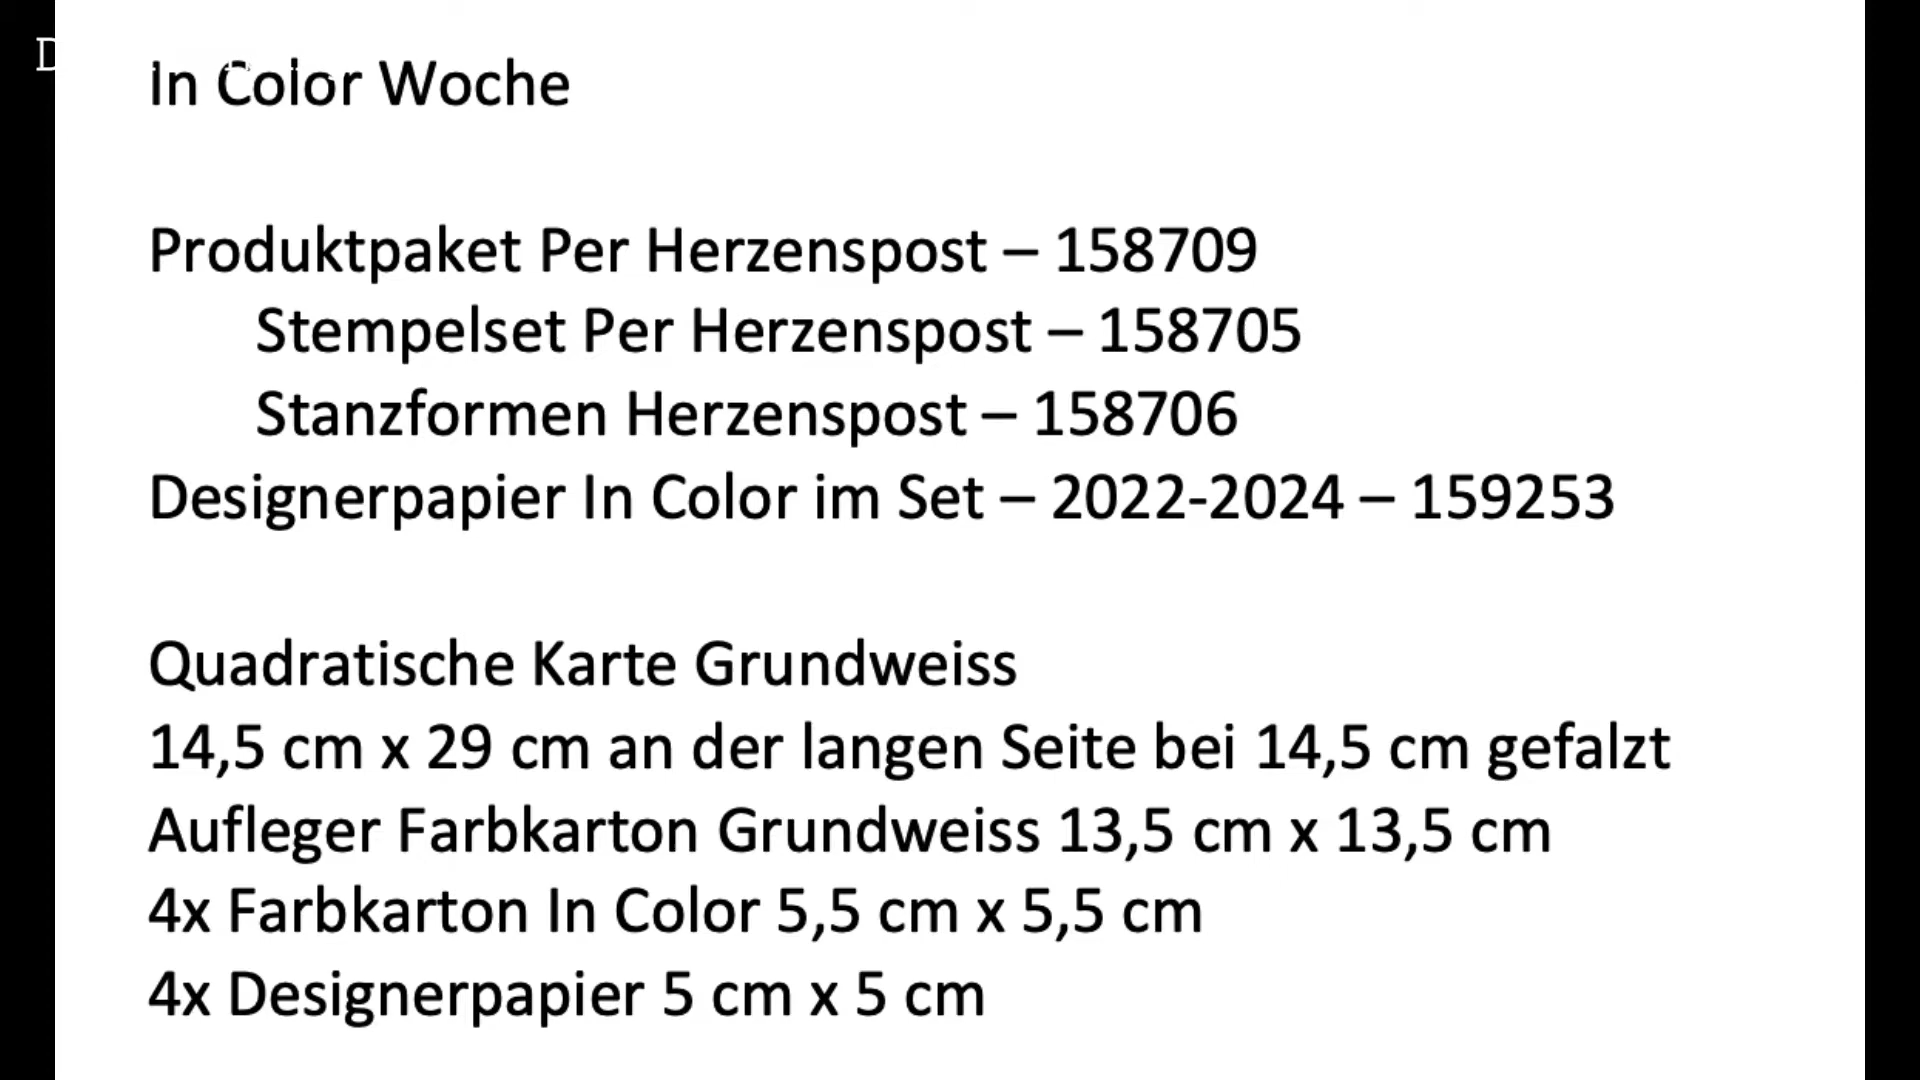 In Color Woche
Produktpaket Per Herzenspost – 158709
Stempelset Per Herzenspost – 158705
Stanzformen Herzenspost – 158706
Designerpapier In Color im Set – 2022-2024 – 159253
Quadratische Karte Grundweiss
14,5 cm x 29 cm an der langen Seite bei 14,5 cm gefalzt
Aufleger Farbkarton Grundweiss 13,5 cm x 13,5 cm
4x Farbkarton In Color 5,5 cm x 5,5 cm
4x Designerpapier 5 cm x 5 cm